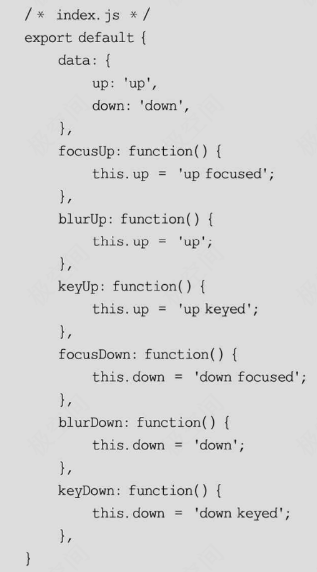 /* index.js */
export default {
    data: {
        up: 'up',
        down: 'down',
    },
    focusUp: function() {
        this.up = 'up focused';
    },
    blurUp: function() {
        this.up = 'up';
    },
    keyUp: function() {
        this.up = 'up keyed';
    },
    focusDown: function() {
        this.down = 'down focused';
    },
    blurDown: function() {
        this.down = 'down';
    },
    keyDown: function() {
        this.down = 'down keyed';
    },
}